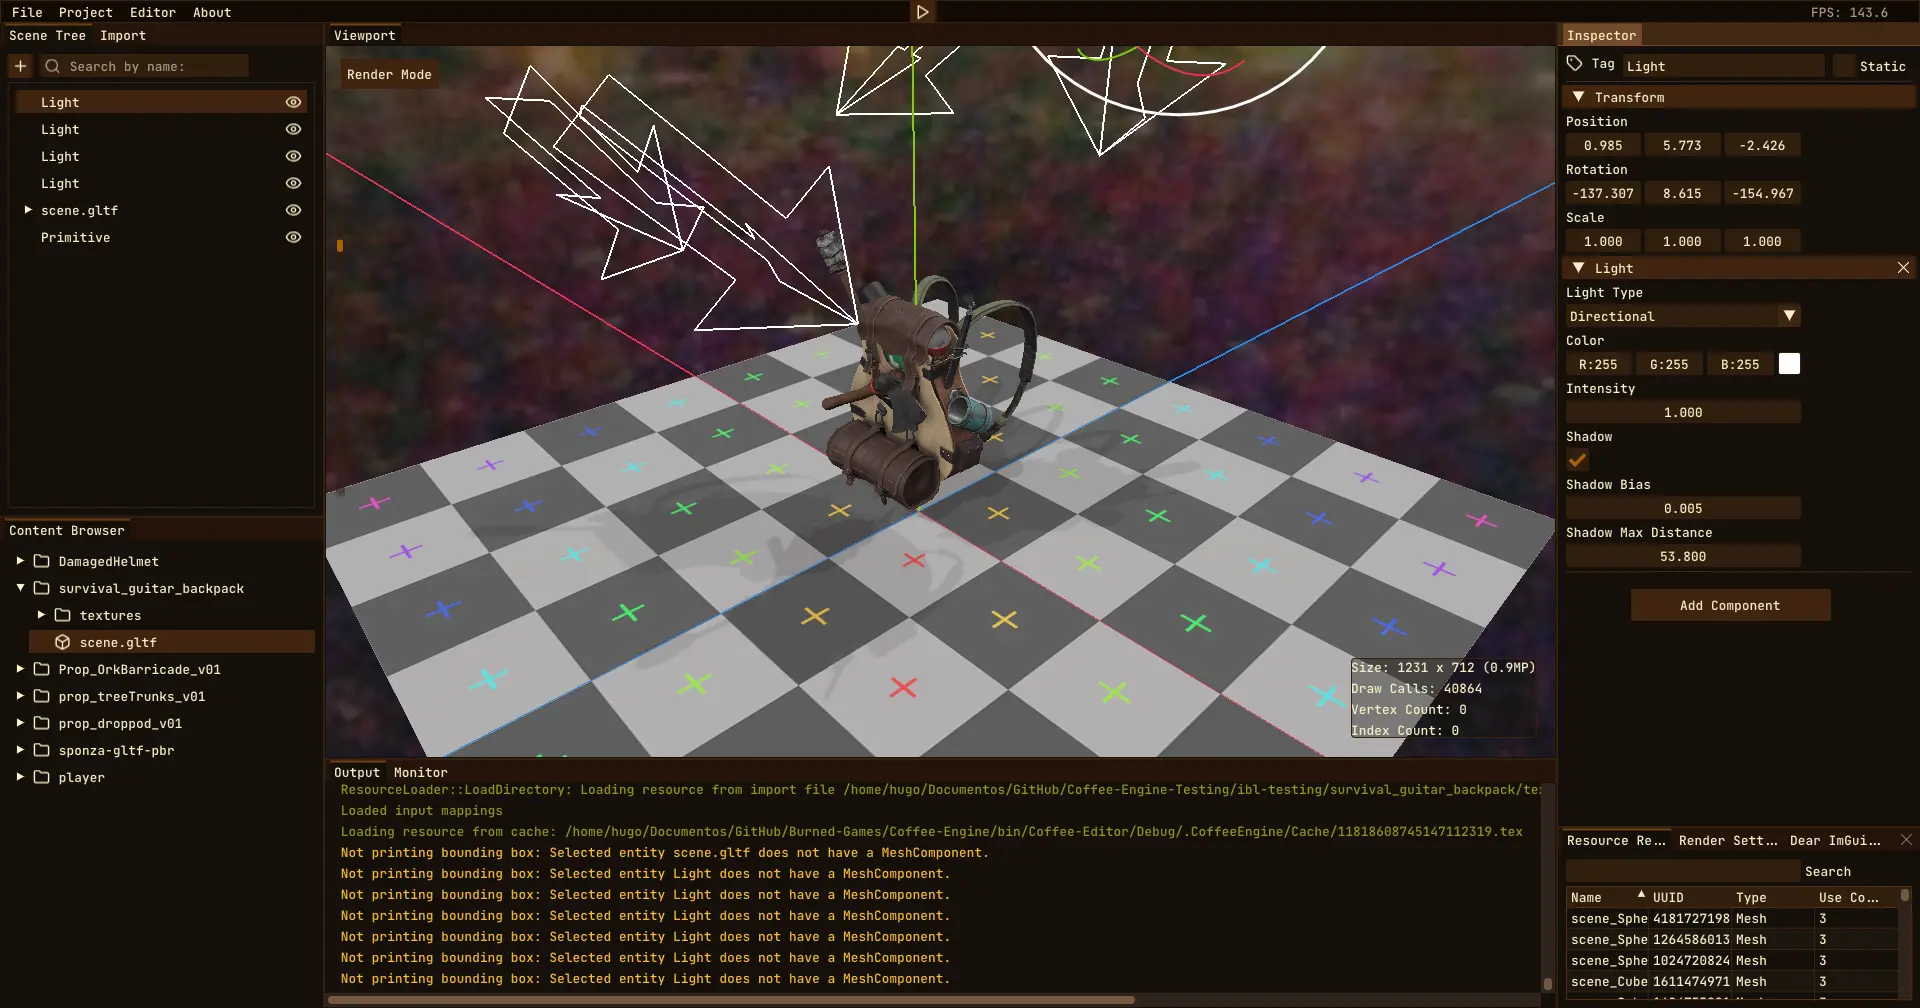 File Project Editor About
FPS: 143.6
Scene Tree Import
+ Search by name:
Light
Light
Light
Light
scene.gltf
Primitive
Content Browser
DamagedHelmet
survival_guitar_backpack
textures
scene.gltf
Prop_OrkBarricade_v01
prop_treeTrunks_v01
prop_droppod_v01
sponza-gltf-pbr
player
Viewport
Render Mode
Size: 1231 x 712 (0.9MP)
Draw Calls: 40864
Vertex Count: 0
Index Count: 0
Output Monitor
ResourceLoader::LoadDirectory: Loading resource from import file /home/hugo/Documentos/GitHub/Coffee-Engine-Testing/ibl-testing/survival_guitar_backpack/te
Loaded input mappings
Loading resource from cache: /home/hugo/Documentos/GitHub/Burned-Games/Coffee-Engine/bin/Coffee-Editor/Debug/.CoffeeEngine/Cache/11818608745147112319.tex
Not printing bounding box: Selected entity scene.gltf does not have a MeshComponent.
Not printing bounding box: Selected entity Light does not have a MeshComponent.
Not printing bounding box: Selected entity Light does not have a MeshComponent.
Not printing bounding box: Selected entity Light does not have a MeshComponent.
Not printing bounding box: Selected entity Light does not have a MeshComponent.
Not printing bounding box: Selected entity Light does not have a MeshComponent.
Not printing bounding box: Selected entity Light does not have a MeshComponent.
Inspector
Tag Light Static
Transform
Position
0.985 5.773 -2.426
Rotation
-137.307 8.615 -154.967
Scale
1.000 1.000 1.000
Light
Light Type
Directional
Color
R:255 G:255 B:255
Intensity
1.000
Shadow
Shadow Bias
0.005
Shadow Max Distance
53.800
Add Component
Resource Re... Render Sett... Dear ImGui...
Search
Name UUID Type Use Co...
scene_Sphe 4181727198 Mesh 3
scene_Sphe 1264586013 Mesh 3
scene_Sphe 1024720824 Mesh 3
scene_Cube 1611474971 Mesh 3